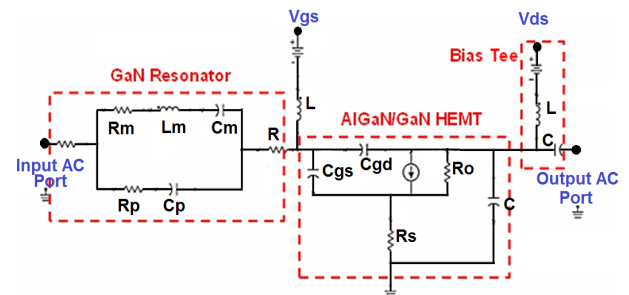 Vgs
Vds
Bias Tee
GaN Resonator
L
L
AlGaN/GaN HEMT
Rm Lm Cm
R
C
Input AC
Port
Cgs
Cgd
Ro
Output AC
Port
Rp Cp
C
Rs